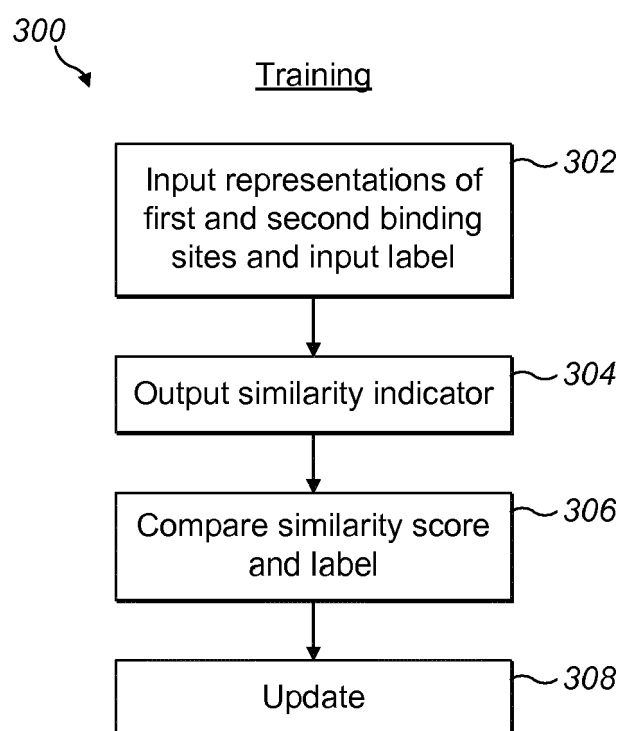 300
Training
302
Input representations of
first and second binding
sites and input label
304
Output similarity indicator
306
Compare similarity score
and label
308
Update